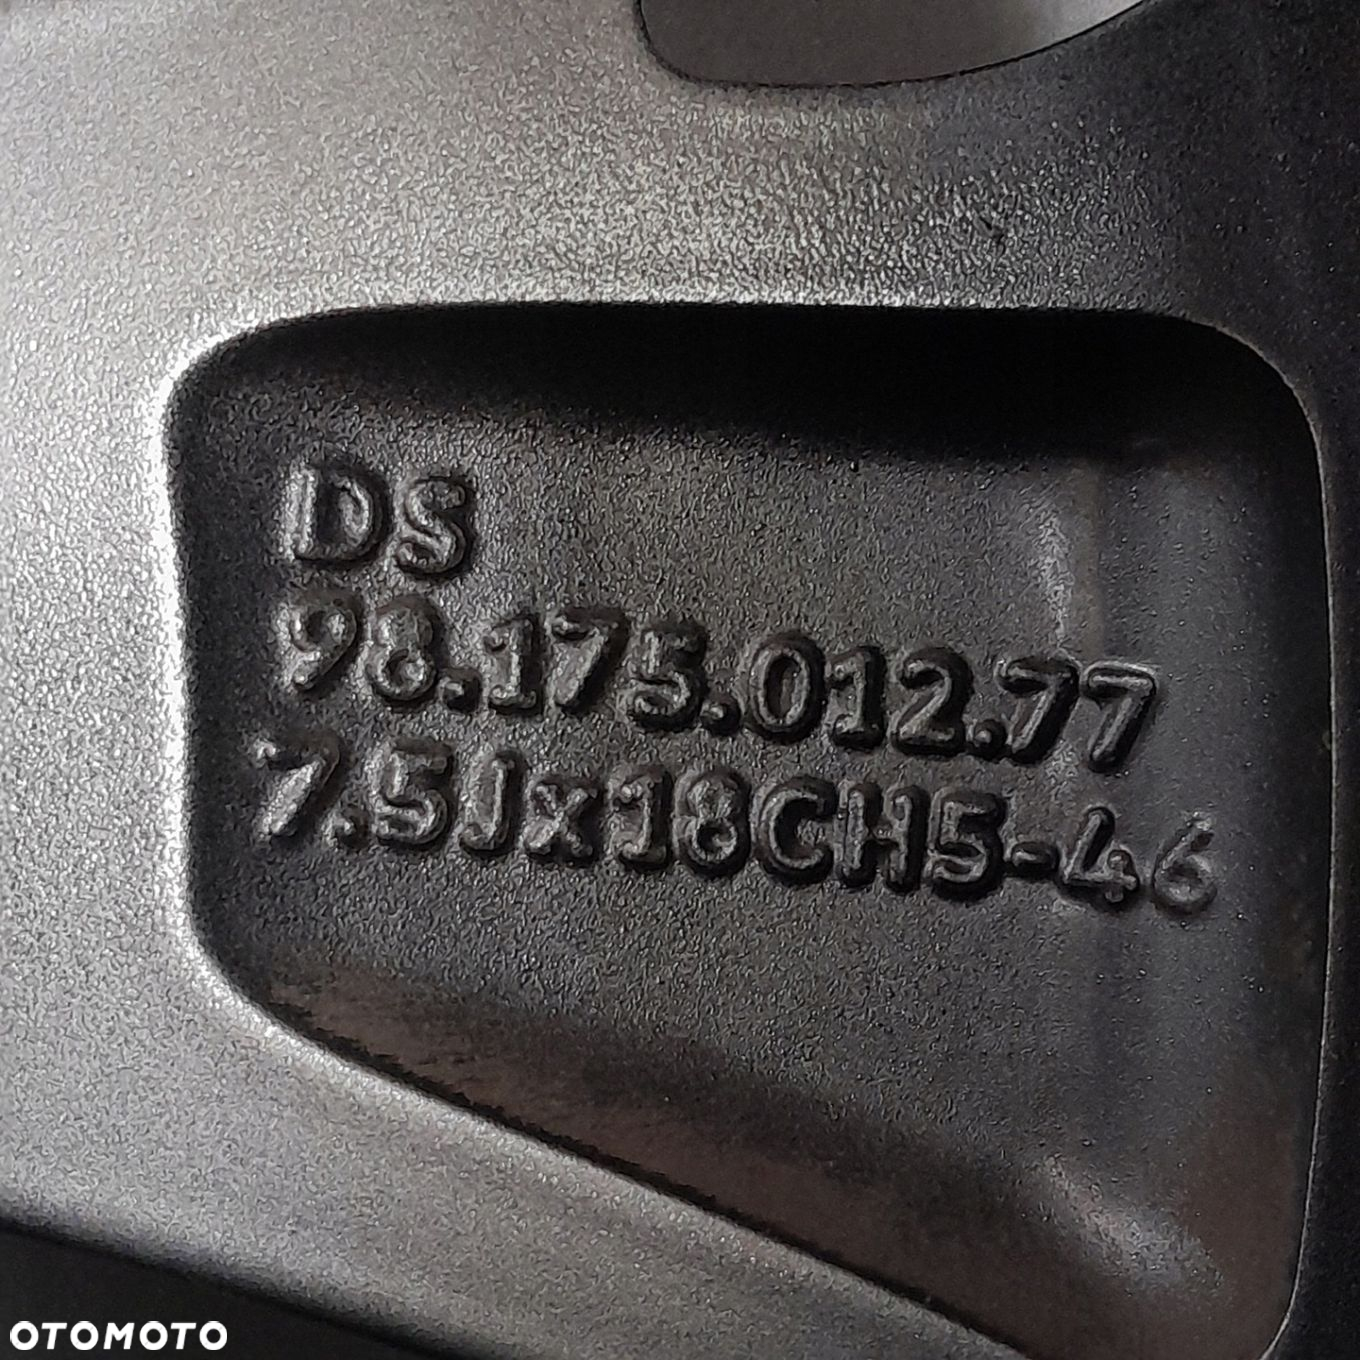 DS
98.175.012.77
7.5Jx18CH5-46
OTOMOTO